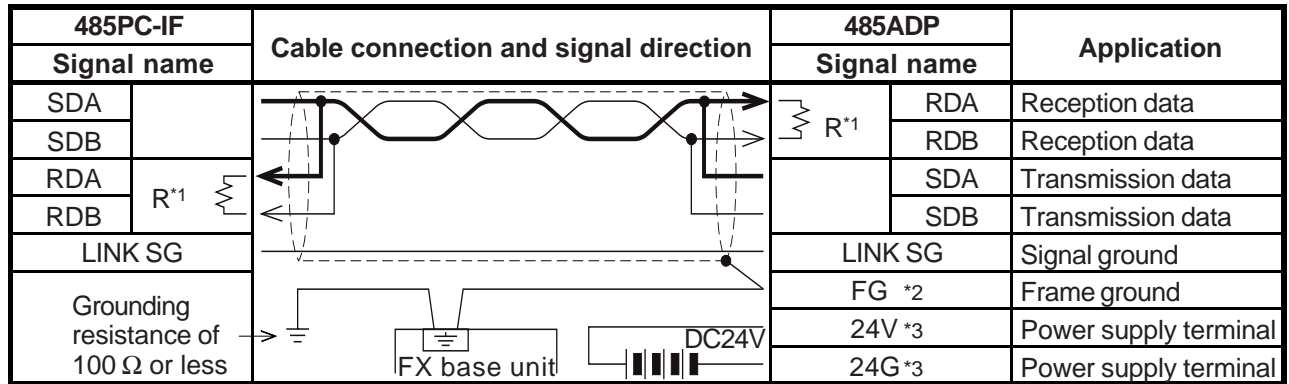 485PC-IF Cable connection and signal direction 485ADP Application
Signal name Signal name
SDA RDA Reception data
SDB R*1 RDB Reception data
RDA SDA Transmission data
RDB R*1 SDB Transmission data
LINK SG LINK SG Signal ground
Grounding resistance of 100 Ω or less FG *2 Frame ground
DC24V 24V *3 Power supply terminal
FX base unit 24G *3 Power supply terminal